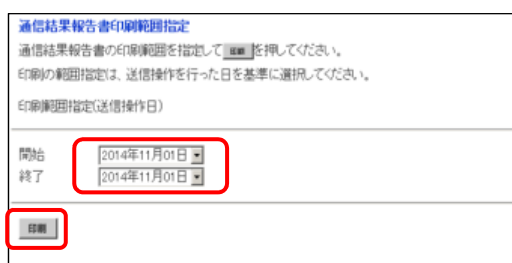 通信結果報告書印刷範囲指定
通信結果報告書の印刷範囲を指定して 印刷 を押してください。
印刷の範囲指定は、送信操作を行った日を基準に選択してください。
印刷範囲指定(送信操作日)
開始 2014年11月01日
終了 2014年11月01日
印刷